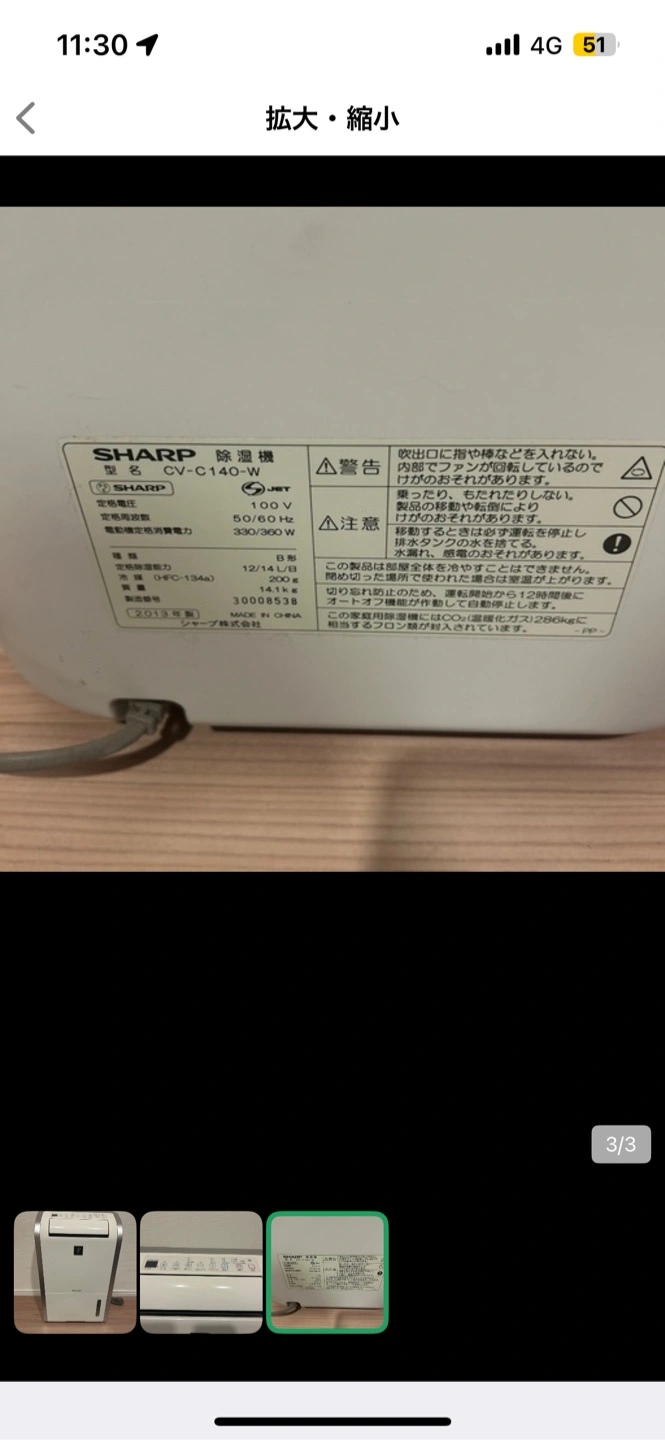 11:30
4G
51
拡大・縮小
SHARP 除湿機
型 名 CV-C140-W
SHARP
JET
定格電圧 100V
定格周波数 50/60Hz
電動機定格消費電力 330/360W
種 類 B形
定格除湿能力 12/14L/日
冷 媒 (HFC-134a) 200g
質 量 14.1kg
製造番号 30008538
2013年製 MADE IN CHINA
シャープ株式会社
警告
吹出口に指や棒などを入れない。
内部でファンが回転しているので
けがのおそれがあります。
注意
乗ったり、もたれたりしない。
製品の移動や転倒により
けがのおそれがあります。
移動するときは必ず運転を停止し
排水タンクの水を捨てる。
水漏れ、感電のおそれがあります。
この製品は部屋全体を冷やすことはできません。
閉め切った場所で使われた場合は室温が上がります。
切り忘れ防止のため、運転開始から12時間後に
オートオフ機能が作動して自動停止します。
この家庭用除湿機にはCO₂(温暖化ガス)286kgに
相当するフロン類が封入されています。
-PP-
3/3